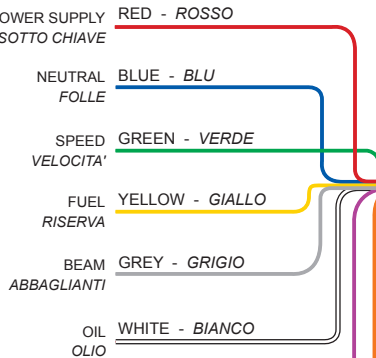 OWER SUPPLY RED - ROSSO
SOTTO CHIAVE
NEUTRAL BLUE - BLU
FOLLE
SPEED GREEN - VERDE
VELOCITA'
FUEL YELLOW - GIALLO
RISERVA
BEAM GREY - GRIGIO
ABBAGLIANTI
OIL WHITE - BIANCO
OLIO